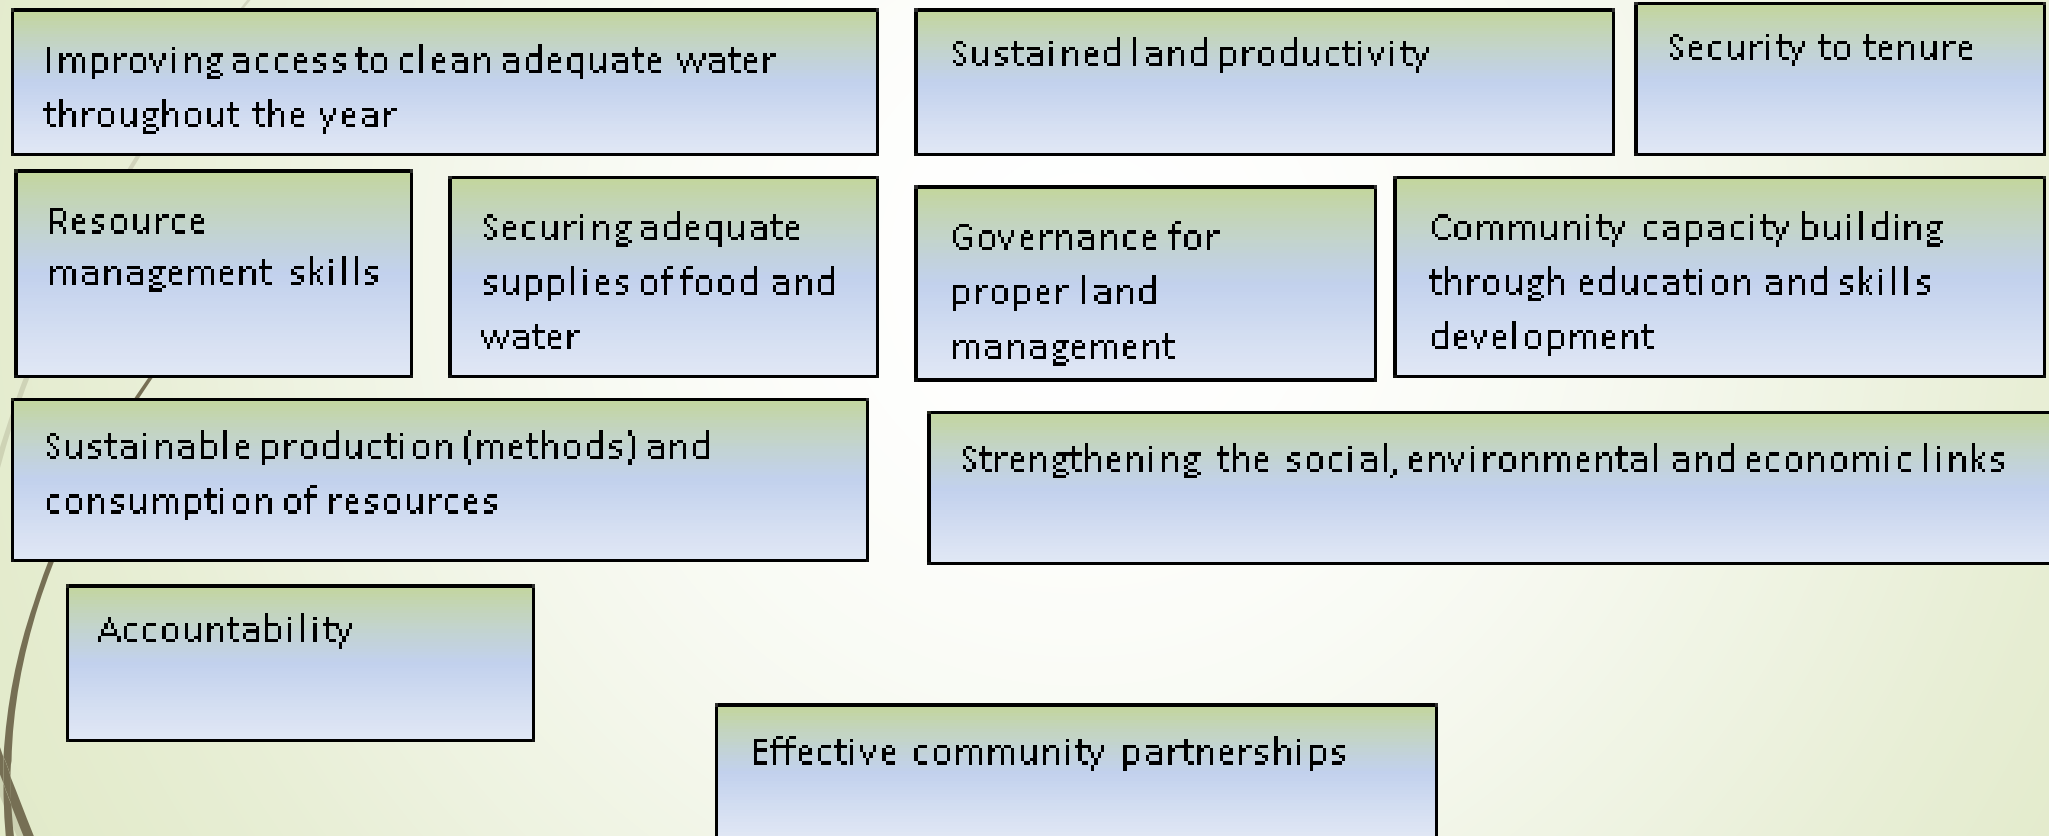 Improving access to clean adequate water
throughout the year
Sustained land productivity
Security to tenure
Resource
management skills
Securing adequate
supplies of food and
water
Governance for
proper land
management
Community capacity building
through education and skills
development
Sustainable production (methods) and
consumption of resources
Strengthening the social, environmental and economic links
Accountability
Effective community partnerships